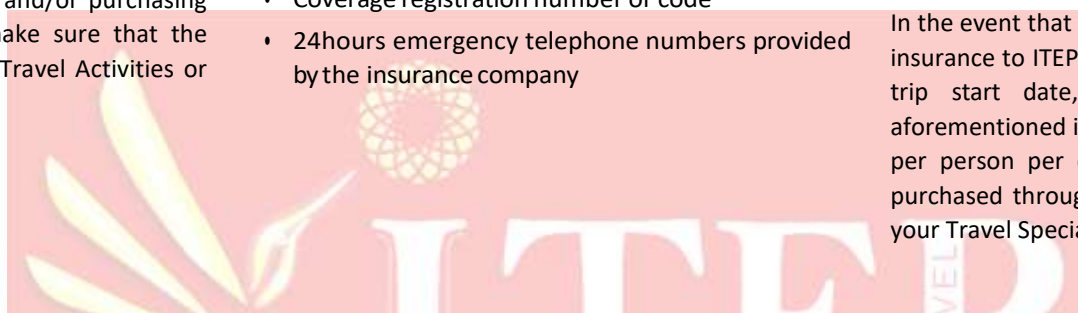 and/or purchasing
ake sure that the
Travel Activities or
• Coverage registration number or code
• 24hours emergency telephone numbers provided
by the insurance company
In the event that
insurance to ITEP
trip start date,
aforementioned i
per person per
purchased throug
your Travel Specia
ITEP
VEL